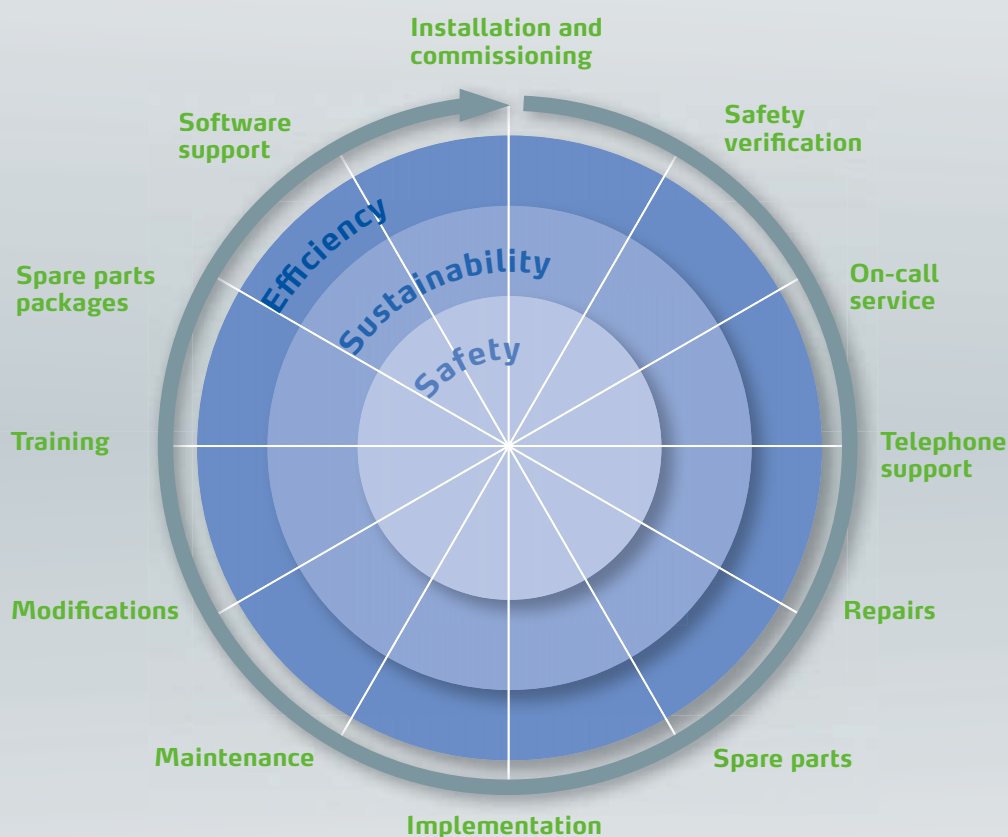 Installation and
commissioning
Safety
verification
On-call
service
Telephone
support
Repairs
Spare parts
Implementation
Maintenance
Modifications
Training
Spare parts
packages
Software
support
Efficiency
Sustainability
Safety